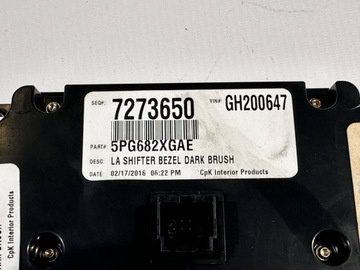 SEQ#: 7273650 VIN#: GH200647
PART#: 5PG682XGAE
DESC: LA SHIFTER BEZEL DARK BRUSH
DATE: 02/17/2016 06:22 PM CpK Interior Products
CpK Interior Products